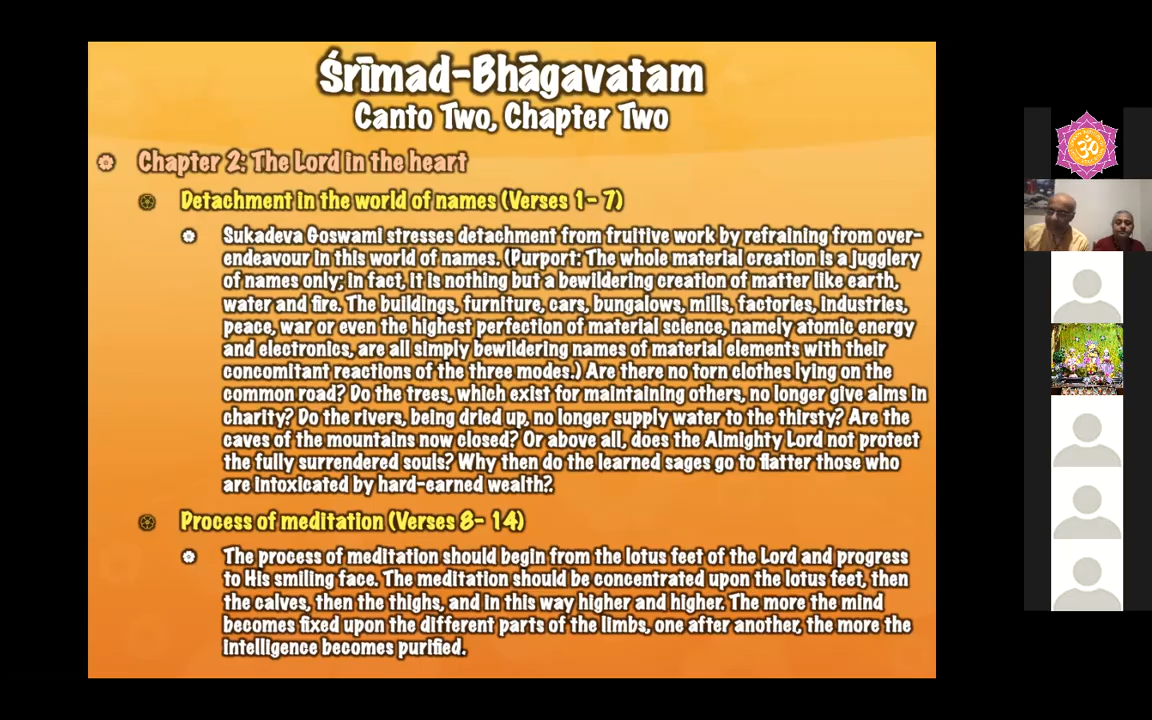 Śrīmad-Bhāgavatam
Canto Two, Chapter Two
Chapter 2: The Lord in the heart
Detachment in the world of names (Verses 1- 7)
Sukadeva Goswami stresses detachment from fruitive work by refraining from over-
endeavour in this world of names. (Purport: The whole material creation is a jugglery
of names only; in fact, it is nothing but a bewildering creation of matter like earth,
water and fire. The buildings, furniture, cars, bungalows, mills, factories, industries,
peace, war or even the highest perfection of material science, namely atomic energy
and electronics, are all simply bewildering names of material elements with their
concomitant reactions of the three modes.) Are there no torn clothes lying on the
common road? Do the trees, which exist for maintaining others, no longer give alms in
charity? Do the rivers, being dried up, no longer supply water to the thirsty? Are the
caves of the mountains now closed? Or above all, does the Almighty Lord not protect
the fully surrendered souls? Why then do the learned sages go to flatter those who
are intoxicated by hard-earned wealth?.
Process of meditation (Verses 8- 14)
The process of meditation should begin from the lotus feet of the Lord and progress
to His smiling face. The meditation should be concentrated upon the lotus feet, then
the calves, then the thighs, and in this way higher and higher. The more the mind
becomes fixed upon the different parts of the limbs, one after another, the more the
intelligence becomes purified.
ॐ